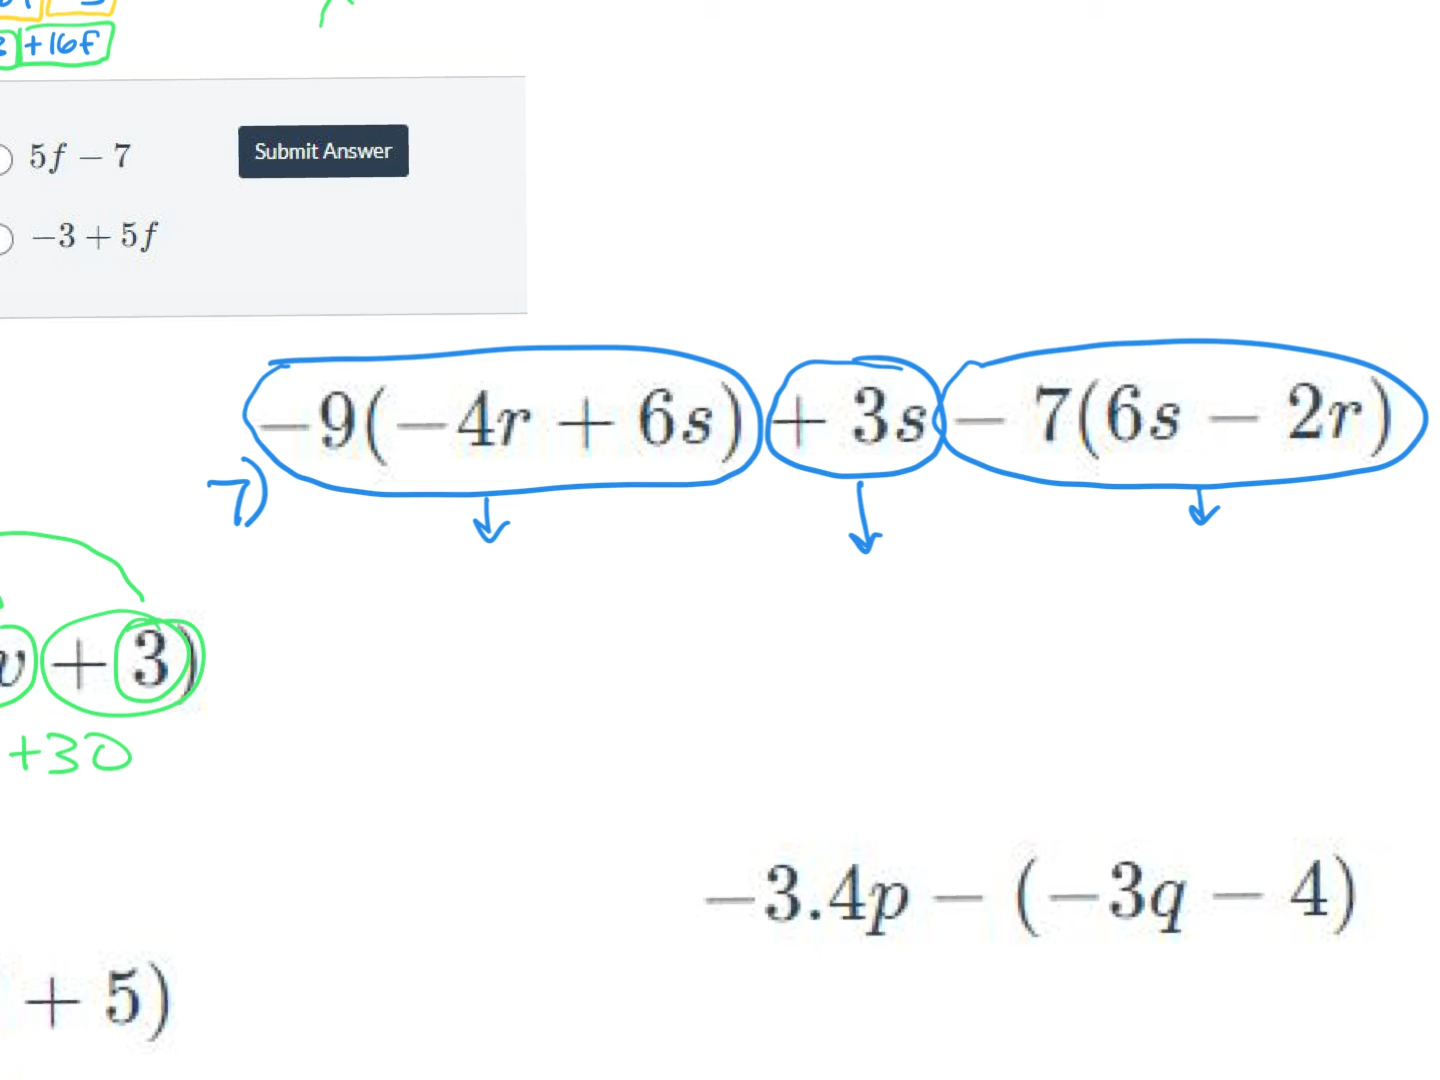 +16f
5f − 7
Submit Answer
−3 + 5f
−9(−4r + 6s) + 3s − 7(6s − 2r)
7)
+ 3)
+30
−3.4p − (−3q − 4)
+ 5)